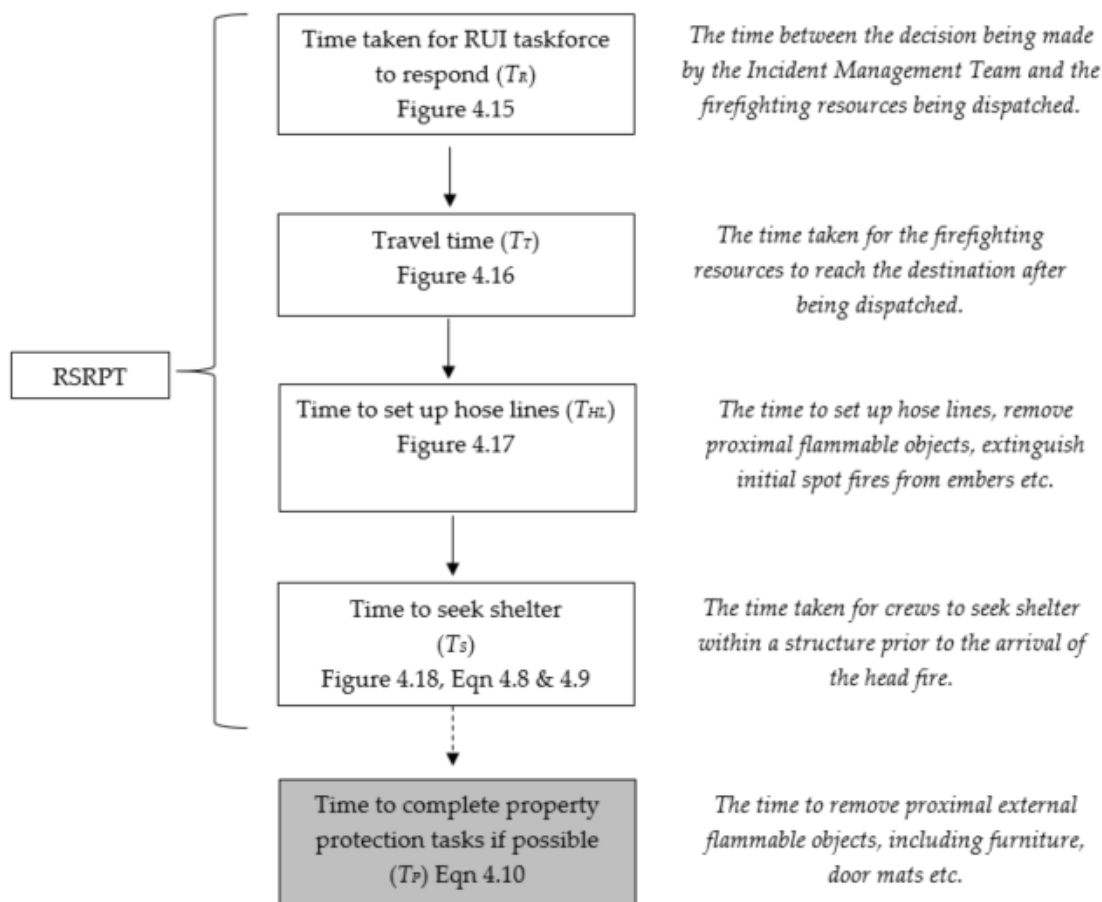 Time taken for RUI taskforce
to respond (TR)
Figure 4.15
The time between the decision being made
by the Incident Management Team and the
firefighting resources being dispatched.
Travel time (TT)
Figure 4.16
The time taken for the firefighting
resources to reach the destination after
being dispatched.
RSRPT
Time to set up hose lines (THL)
Figure 4.17
The time to set up hose lines, remove
proximal flammable objects, extinguish
initial spot fires from embers etc.
Time to seek shelter
(TS)
Figure 4.18, Eqn 4.8 & 4.9
The time taken for crews to seek shelter
within a structure prior to the arrival of
the head fire.
Time to complete property
protection tasks if possible
(TP) Eqn 4.10
The time to remove proximal external
flammable objects, including furniture,
door mats etc.